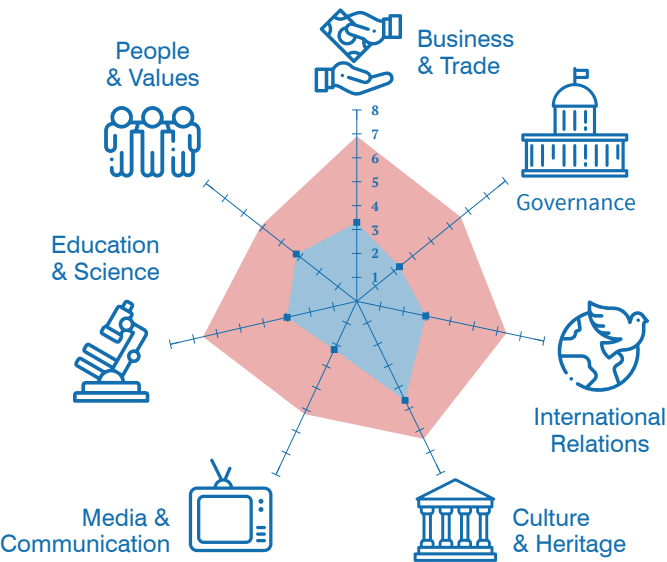 Business
& Trade
People
& Values
8
7
6
5
4
3
2
1
Governance
Education
& Science
International
Relations
Media &
Communication
Culture
& Heritage